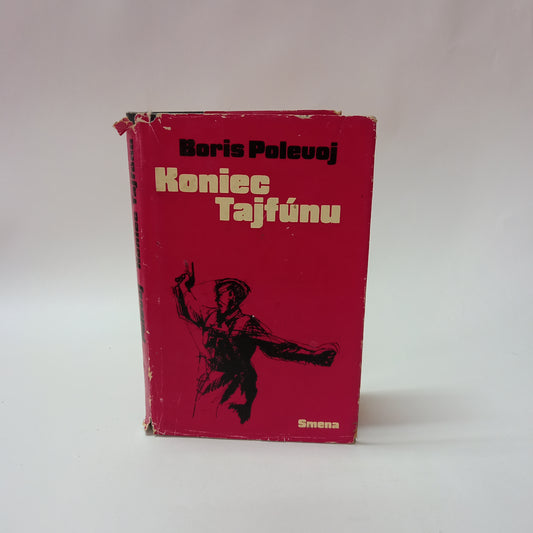 Boris Polevoj
Koniec
Tajfúnu
Smena